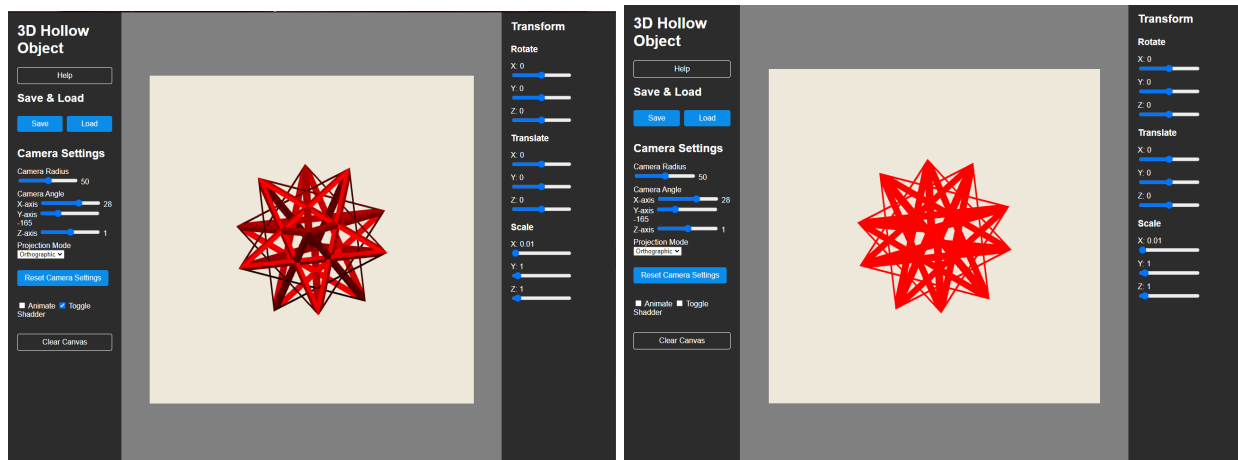 3D Hollow
Object
Help
Save & Load
Save Load
Camera Settings
Camera Radius
50
Camera Angle
X-axis 28
Y-axis
-165
Z-axis 1
Projection Mode
Orthographic
Reset Camera Settings
Animate Toggle
Shadder
Clear Canvas
Transform
Rotate
X: 0
Y: 0
Z: 0
Translate
X: 0
Y: 0
Z: 0
Scale
X: 0.01
Y: 1
Z: 1
3D Hollow
Object
Help
Save & Load
Save Load
Camera Settings
Camera Radius
50
Camera Angle
X-axis 28
Y-axis
-165
Z-axis 1
Projection Mode
Orthographic
Reset Camera Settings
Animate Toggle
Shadder
Clear Canvas
Transform
Rotate
X: 0
Y: 0
Z: 0
Translate
X: 0
Y: 0
Z: 0
Scale
X: 0.01
Y: 1
Z: 1